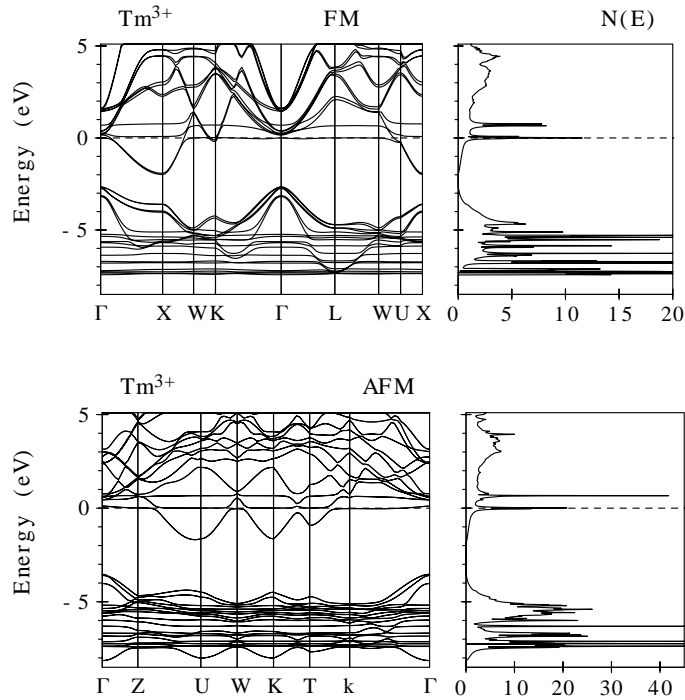 Tm3+ FM N(E)
Energy (eV)
5
0
-5
Γ X W K Γ L W U X
0 5 10 15 20
Tm3+ AFM
Energy (eV)
5
0
-5
Γ Z U W K T k Γ
0 10 20 30 40